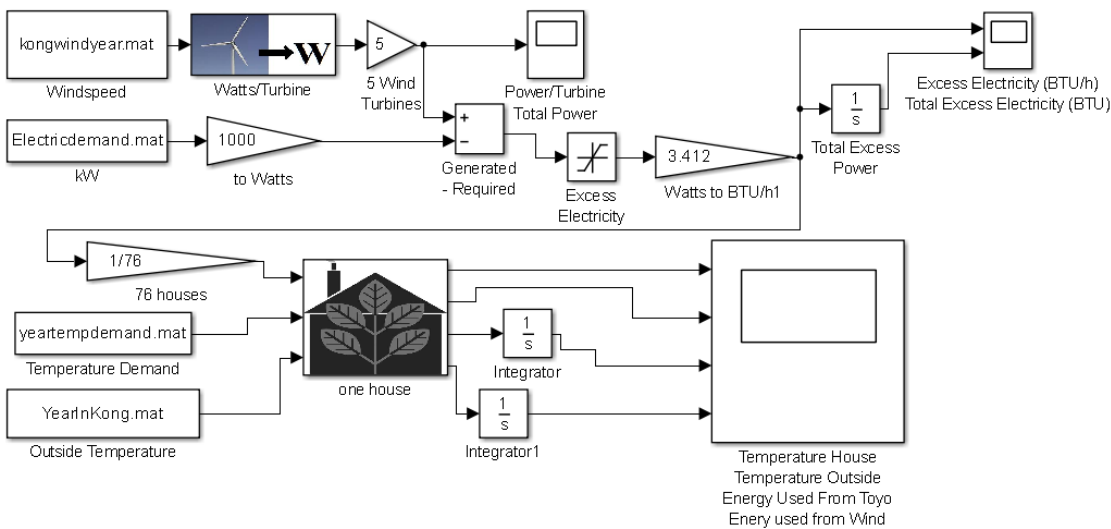 kongwindyear.mat
Windspeed
W
Watts/Turbine
5
5 Wind
Turbines
Power/Turbine
Total Power
Excess Electricity (BTU/h)
Total Excess Electricity (BTU)
1
s
Total Excess
Power
Electricdemand.mat
kW
1000
to Watts
+
−
Generated
- Required
Excess
Electricity
3.412
Watts to BTU/h1
1/76
76 houses
yeartempdemand.mat
Temperature Demand
YearInKong.mat
Outside Temperature
one house
1
s
Integrator
1
s
Integrator1
Temperature House
Temperature Outside
Energy Used From Toyo
Enery used from Wind